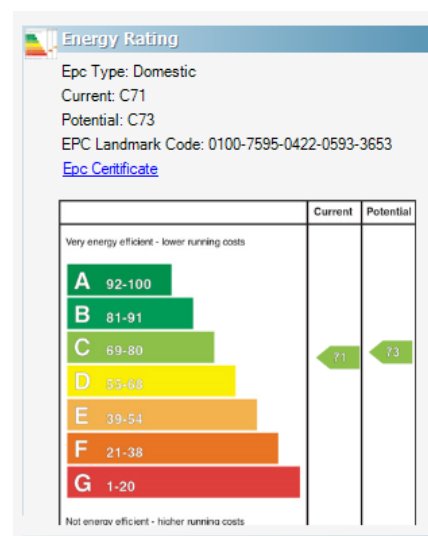 Energy Rating
Epc Type: Domestic
Current: C71
Potential: C73
EPC Landmark Code: 0100-7595-0422-0593-3653
Epc Ceritificate
Current Potential
Very energy efficient - lower running costs
A 92-100
B 81-91
C 69-80
71 73
D 55-68
E 39-54
F 21-38
G 1-20
Not energy efficient - higher running costs